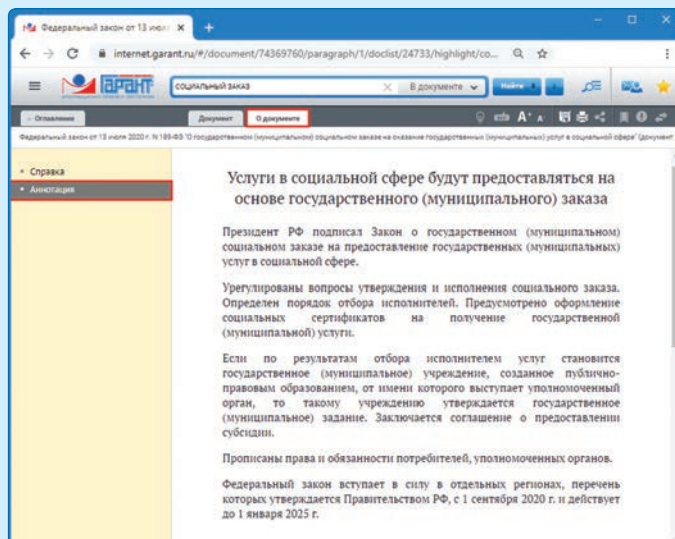 Федеральный закон от 13 июл
internet.garant.ru/#/document/74369760/paragraph/1/doclist/24733/highlight/co...
ГАРАНТ
СОЦИАЛЬНЫЙ ЗАКАЗ
В документе
Найти
Оглавление
Документ
О документе
Федеральный закон от 13 июля 2020 г. N 189-ФЗ "О государственном (муниципальном) социальном заказе на оказание государственных (муниципальных) услуг в социальной сфере" (документ
Справка
Аннотация
Услуги в социальной сфере будут предоставляться на
основе государственного (муниципального) заказа
Президент РФ подписал Закон о государственном (муниципальном)
социальном заказе на предоставление государственных (муниципальных)
услуг в социальной сфере.
Урегулированы вопросы утверждения и исполнения социального заказа.
Определен порядок отбора исполнителей. Предусмотрено оформление
социальных сертификатов на получение государственной
(муниципальной) услуги.
Если по результатам отбора исполнителем услуг становится
государственное (муниципальное) учреждение, созданное публично-
правовым образованием, от имени которого выступает уполномоченный
орган, то такому учреждению утверждается государственное
(муниципальное) задание. Заключается соглашение о предоставлении
субсидии.
Прописаны права и обязанности потребителей, уполномоченных органов.
Федеральный закон вступает в силу в отдельных регионах, перечень
которых утверждается Правительством РФ, с 1 сентября 2020 г. и действует
до 1 января 2025 г.